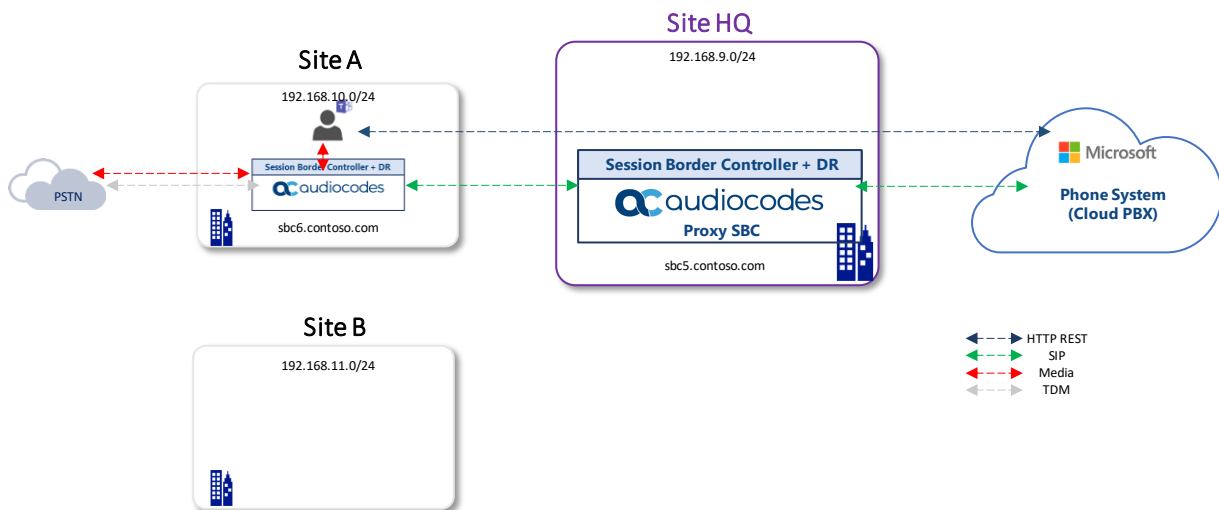 Site HQ
192.168.9.0/24
Site A
192.168.10.0/24
T
Session Border Controller + DR
audiocodes
sbc6.contoso.com
PSTN
Session Border Controller + DR
audiocodes
Proxy SBC
sbc5.contoso.com
Microsoft
Phone System
(Cloud PBX)
Site B
192.168.11.0/24
HTTP REST
SIP
Media
TDM